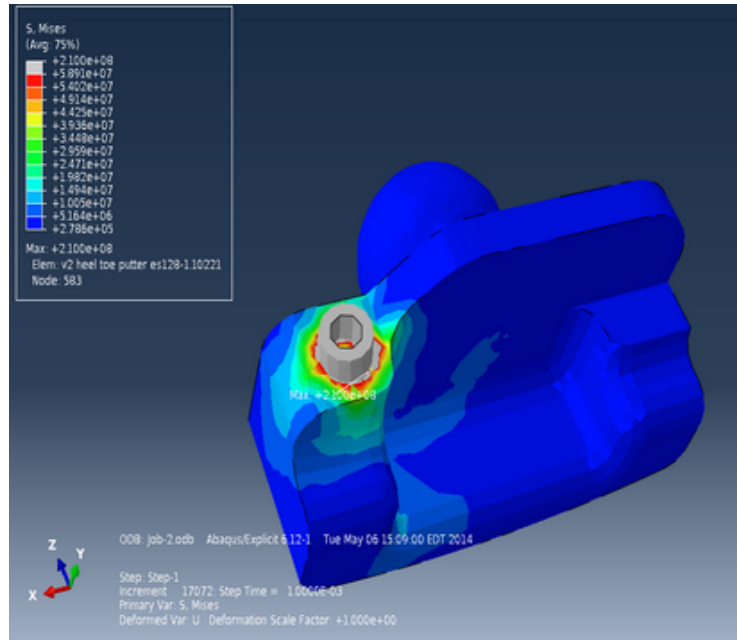 S, Mises
(Avg: 75%)
+2.100e+08
+5.891e+07
+5.402e+07
+4.914e+07
+4.425e+07
+3.936e+07
+3.448e+07
+2.959e+07
+2.471e+07
+1.982e+07
+1.494e+07
+1.005e+07
+5.164e+06
+2.786e+05
Max: +2.100e+08
Elem: v2 heel toe putter es128-1.10221
Node: 583
Max: +2.100e+08
ODB: Job-2.odb Abaqus/Explicit 6.12-1 Tue May 06 15:09:00 EDT 2014
Z
Y
X
Step: Step-1
Increment 17072: Step Time = 1.0000E-03
Primary Var: S, Mises
Deformed Var: U Deformation Scale Factor: +1.000e+00